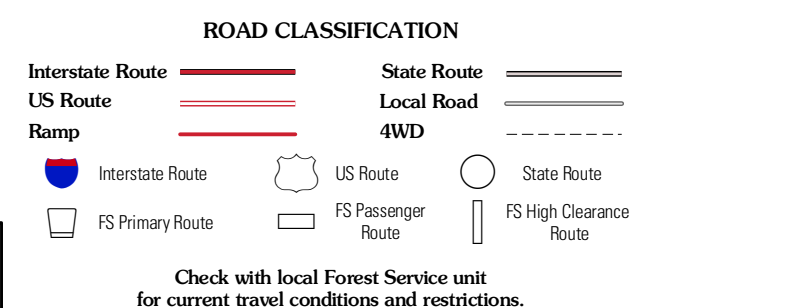 ROAD CLASSIFICATION
Interstate Route
State Route
US Route
Local Road
Ramp
4WD
Interstate Route
US Route
State Route
FS Primary Route
FS Passenger
Route
FS High Clearance
Route
Check with local Forest Service unit
for current travel conditions and restrictions.